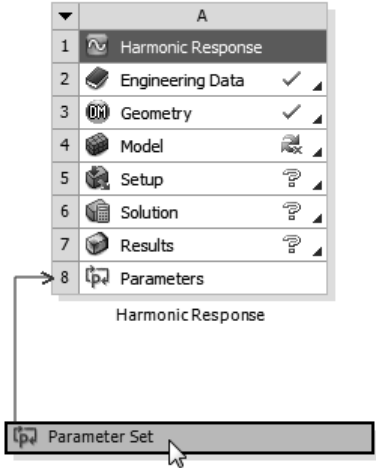 A
1 Harmonic Response
2 Engineering Data
3 DM Geometry
4 Model
5 Setup ?
6 Solution ?
7 Results ?
8 p Parameters
Harmonic Response
p Parameter Set